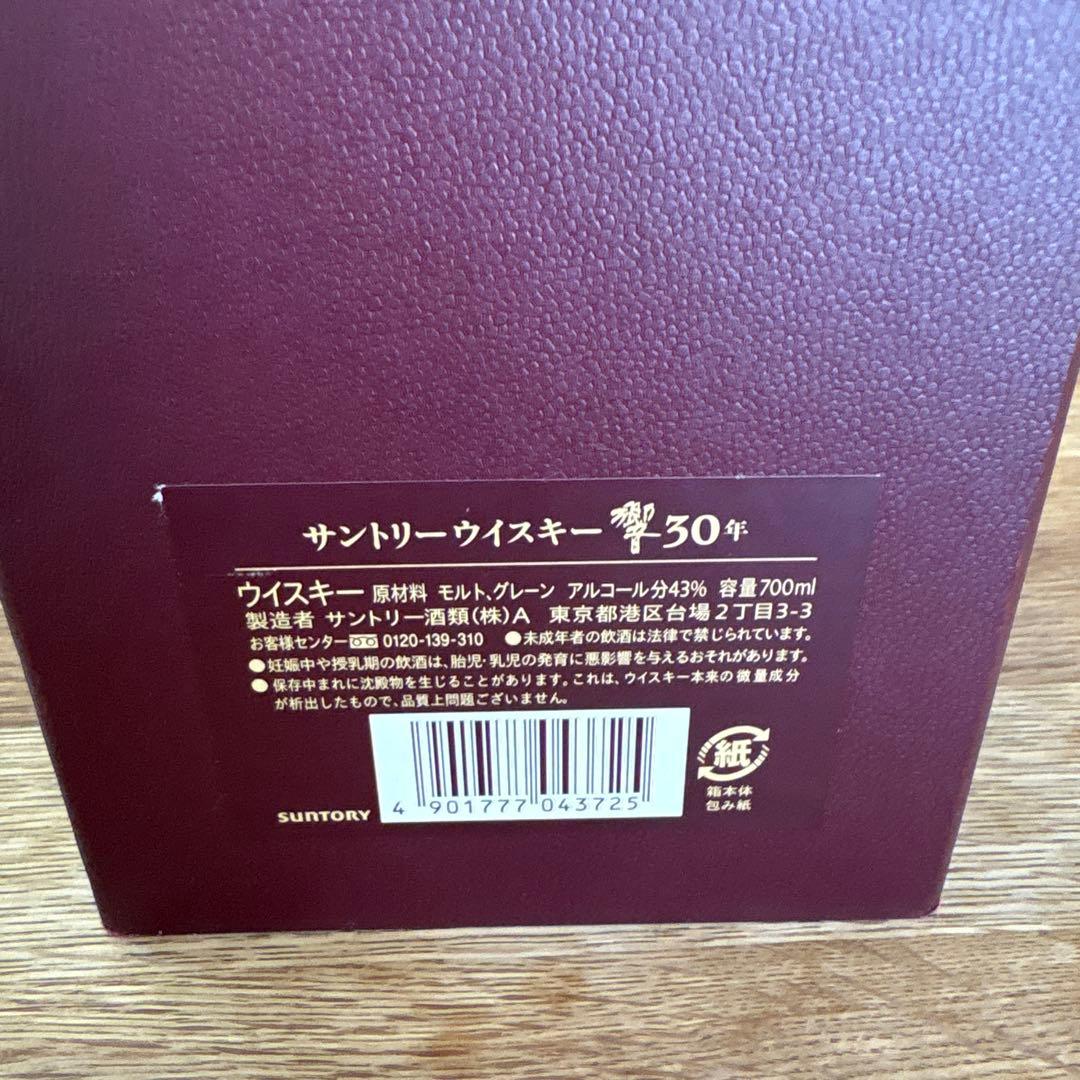 サントリーウイスキー 響30年
ウイスキー 原材料 モルト、グレーン アルコール分43% 容量700ml
製造者 サントリー酒類(株)A 東京都港区台場2丁目3-3
お客様センター 0120-139-310 ●未成年者の飲酒は法律で禁じられています。
●妊娠中や授乳期の飲酒は、胎児・乳児の発育に悪影響を与えるおそれがあります。
●保存中まれに沈殿物を生じることがあります。これは、ウイスキー本来の微量成分
が析出したもので、品質上問題ございません。
紙
箱本体
包み紙
SUNTORY
4 901777 043725